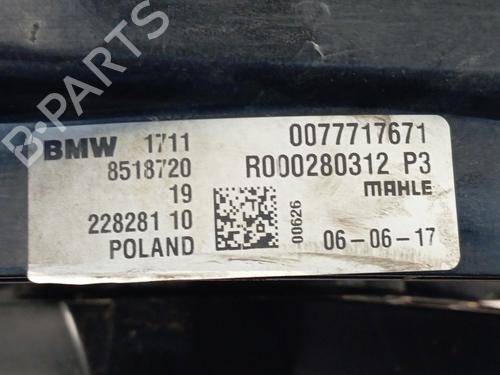 BMW 1711
8518720
19
228281 10
POLAND
0077717671
R000280312 P3
MAHLE
00626
06-06-17
B-PARTS